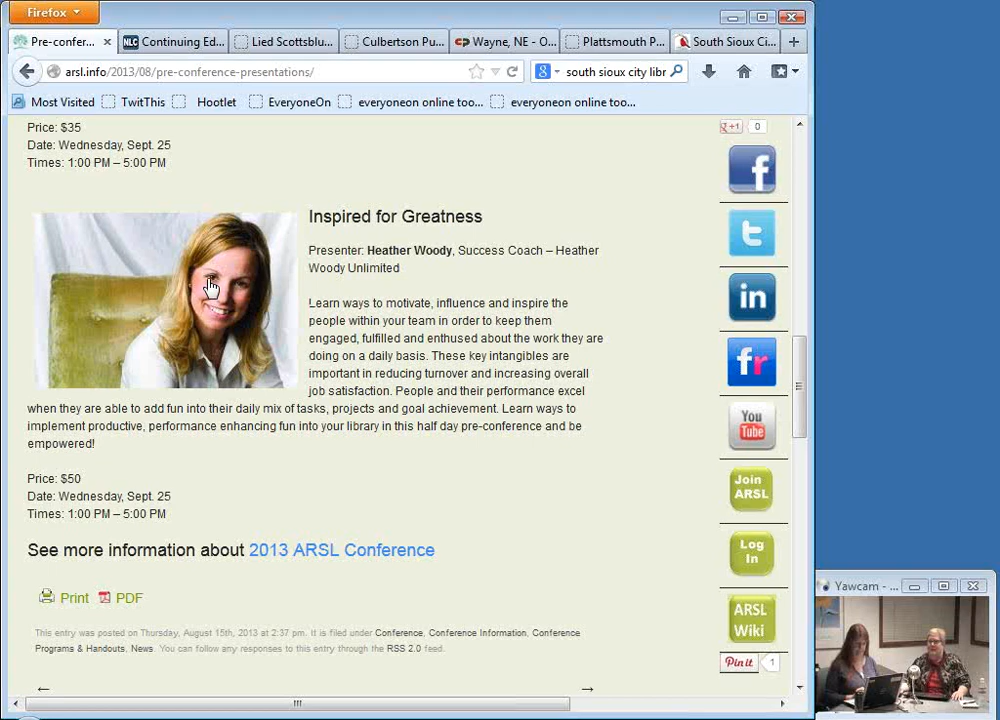 Firefox
Pre-confer...
NLC Continuing Ed...
Lied Scottsblu...
Culbertson Pu...
CP Wayne, NE - O...
Plattsmouth P...
South Sioux Ci...
arsl.info/2013/08/pre-conference-presentations/
8 south sioux city libr
Most Visited
TwitThis
Hootlet
EveryoneOn
everyoneon online too...
everyoneon online too...
Price: $35
Date: Wednesday, Sept. 25
Times: 1:00 PM – 5:00 PM
Inspired for Greatness
Presenter: Heather Woody, Success Coach – Heather
Woody Unlimited
Learn ways to motivate, influence and inspire the
people within your team in order to keep them
engaged, fulfilled and enthused about the work they are
doing on a daily basis. These key intangibles are
important in reducing turnover and increasing overall
job satisfaction. People and their performance excel
when they are able to add fun into their daily mix of tasks, projects and goal achievement. Learn ways to
implement productive, performance enhancing fun into your library in this half day pre-conference and be
empowered!
Price: $50
Date: Wednesday, Sept. 25
Times: 1:00 PM – 5:00 PM
See more information about 2013 ARSL Conference
Print
PDF
This entry was posted on Thursday, August 15th, 2013 at 2:37 pm. It is filed under Conference, Conference Information, Conference
Programs & Handouts, News. You can follow any responses to this entry through the RSS 2.0 feed.
←
→
g +1 0
f
t
in
fr
You
Tube
Join
ARSL
Log
In
ARSL
Wiki
Pin it 1
Yawcam - ...